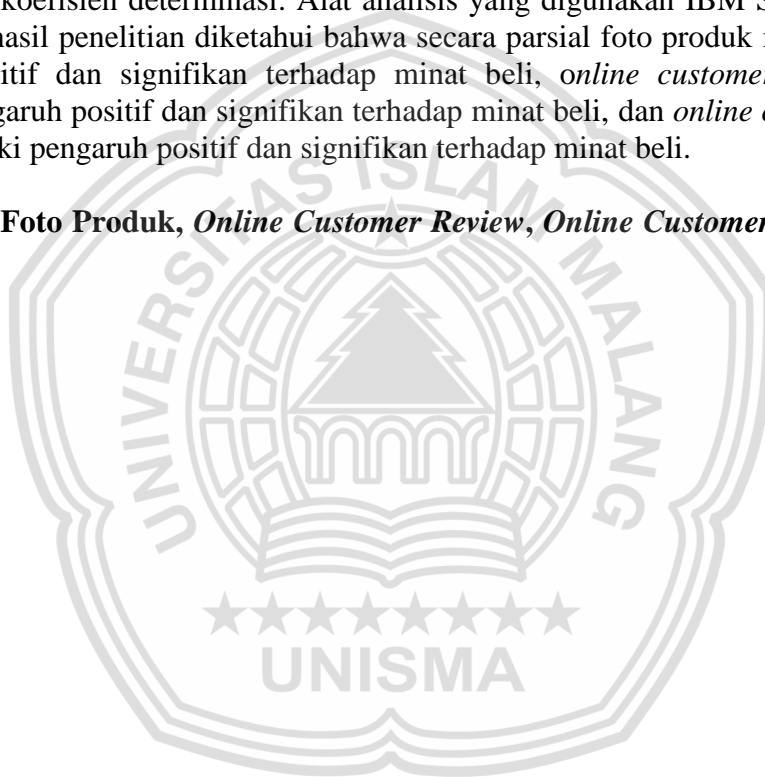 koefisien determinasi. Alat analisis yang digunakan IBM S
hasil penelitian diketahui bahwa secara parsial foto produk
itif dan signifikan terhadap minat beli, online customer
garuh positif dan signifikan terhadap minat beli, dan online
ki pengaruh positif dan signifikan terhadap minat beli.
Foto Produk, Online Customer Review, Online Customer
UNIVERSITAS ISLAM MALANG
UNISMA